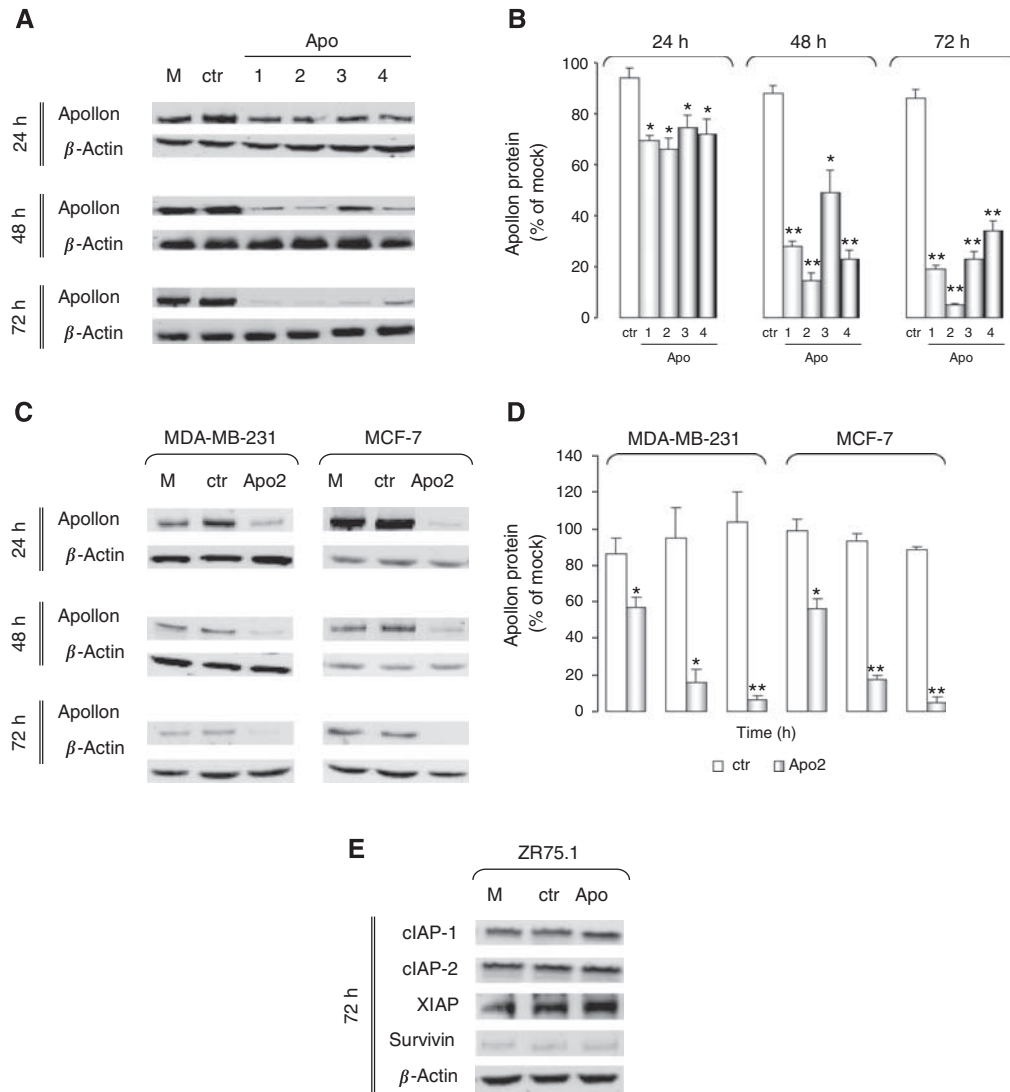 A
Apo
M ctr 1 2 3 4
24 h
Apollon
β-Actin
48 h
Apollon
β-Actin
72 h
Apollon
β-Actin
B
24 h 48 h 72 h
Apollon protein
(% of mock)
100
80
60
40
20
0
* * * *
** ** * **
** ** ** **
ctr 1 2 3 4 ctr 1 2 3 4 ctr 1 2 3 4
Apo Apo Apo
C
MDA-MB-231 MCF-7
M ctr Apo2 M ctr Apo2
24 h
Apollon
β-Actin
48 h
Apollon
β-Actin
72 h
Apollon
β-Actin
D
MDA-MB-231 MCF-7
Apollon protein
(% of mock)
140
120
100
80
60
40
20
0
* * ** * ** **
Time (h)
ctr Apo2
E
ZR75.1
M ctr Apo
72 h
cIAP-1
cIAP-2
XIAP
Survivin
β-Actin